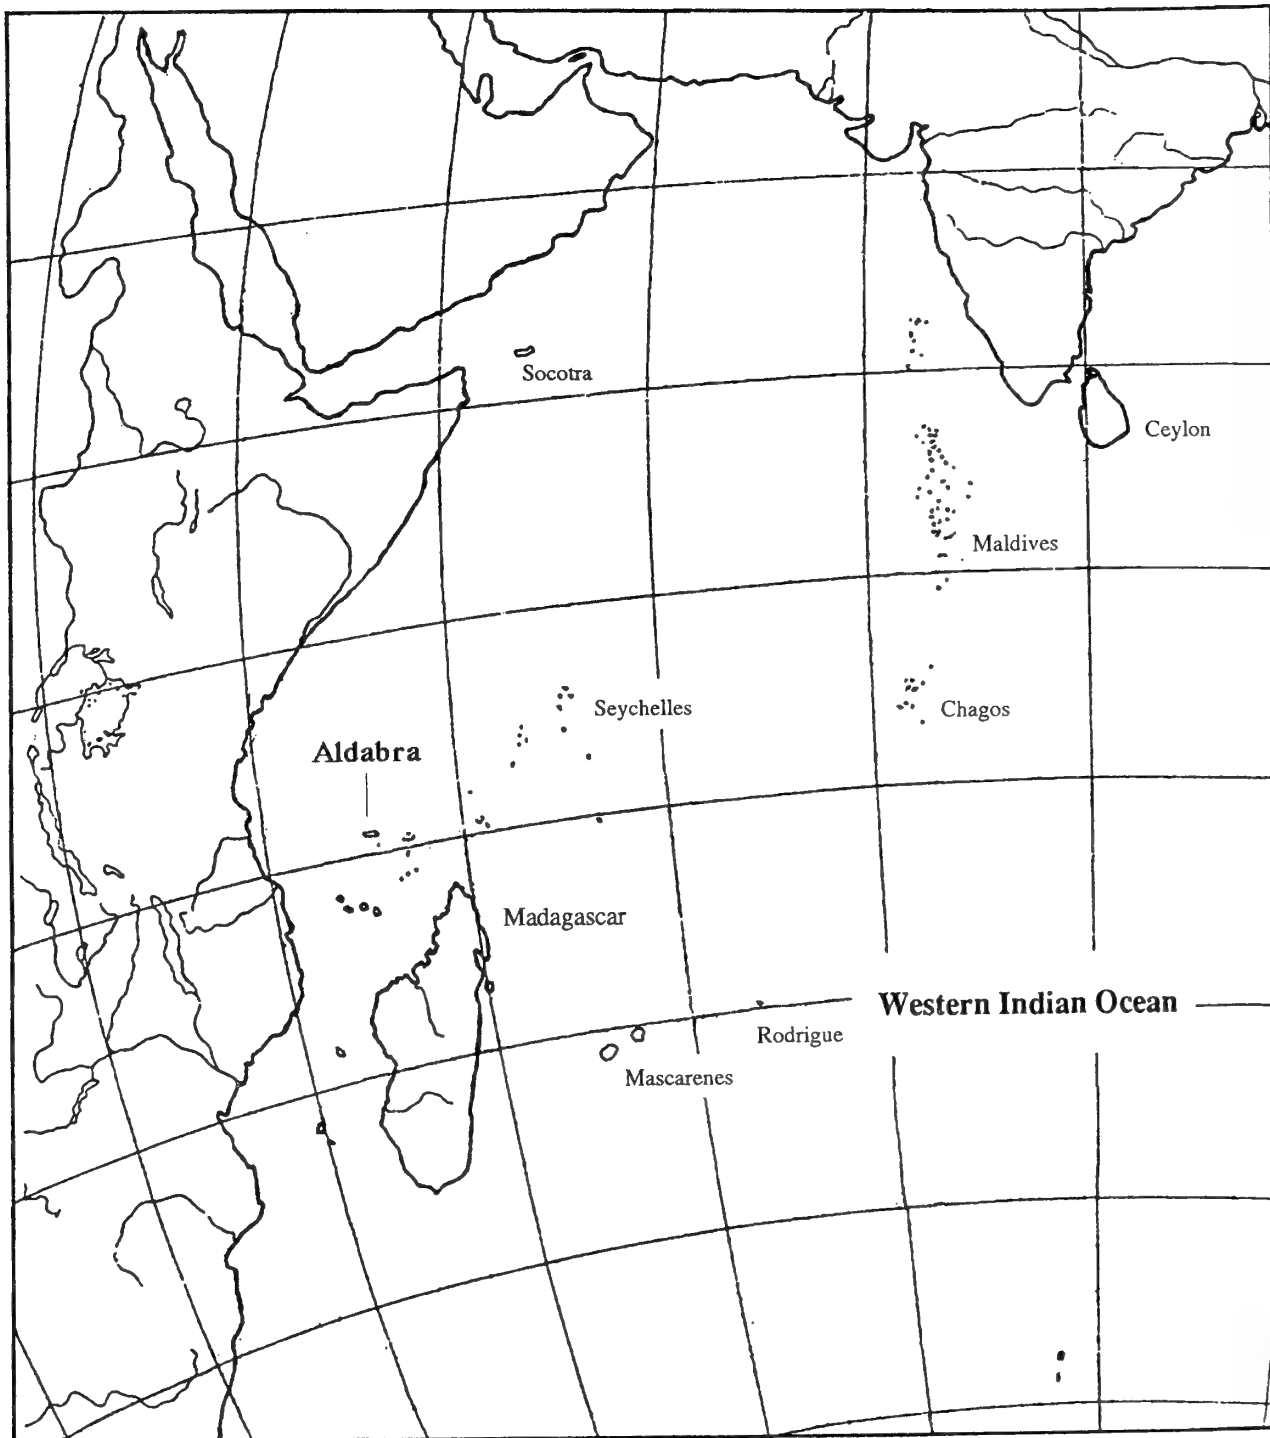 Socotra
Ceylon
Maldives
Seychelles
Chagos
Aldabra
Madagascar
Western Indian Ocean
Rodrigue
Mascarenes